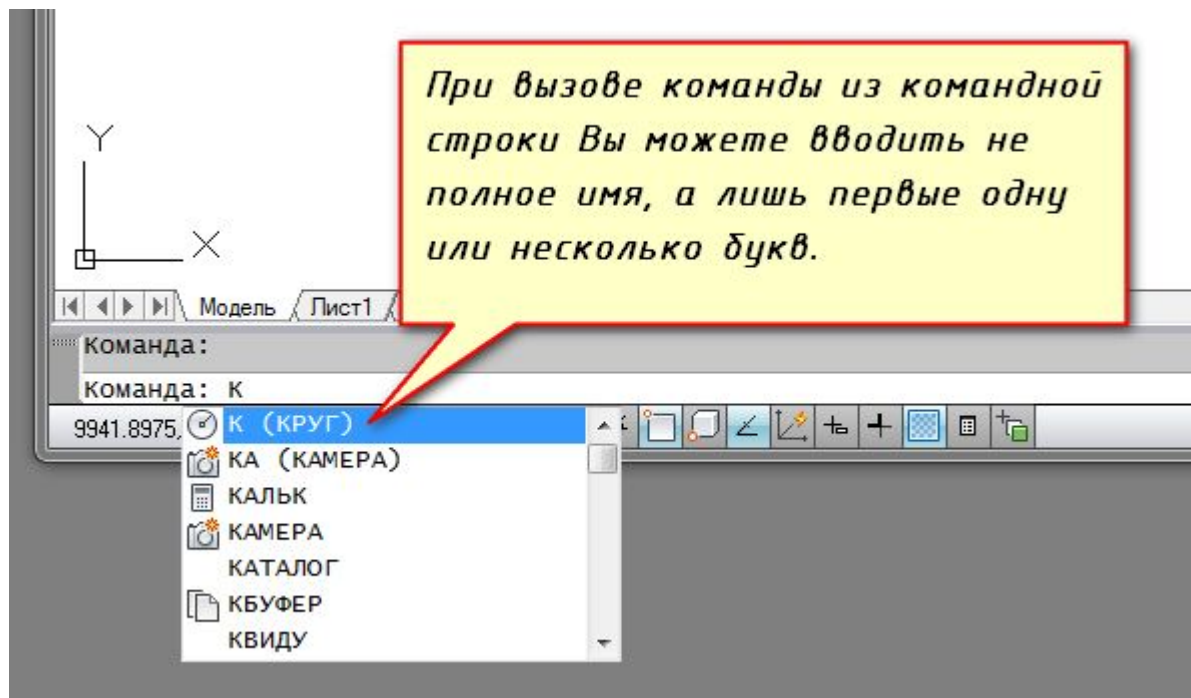 При вызове команды из командной
строки Вы можете вводить не
полное имя, а лишь первые одну
или несколько букв.
Y
X
Модель Лист1
Команда:
Команда: К
9941.8975,
К (КРУГ)
КА (КАМЕРА)
КАЛЬК
КАМЕРА
КАТАЛОГ
КБУФЕР
КВИДУ